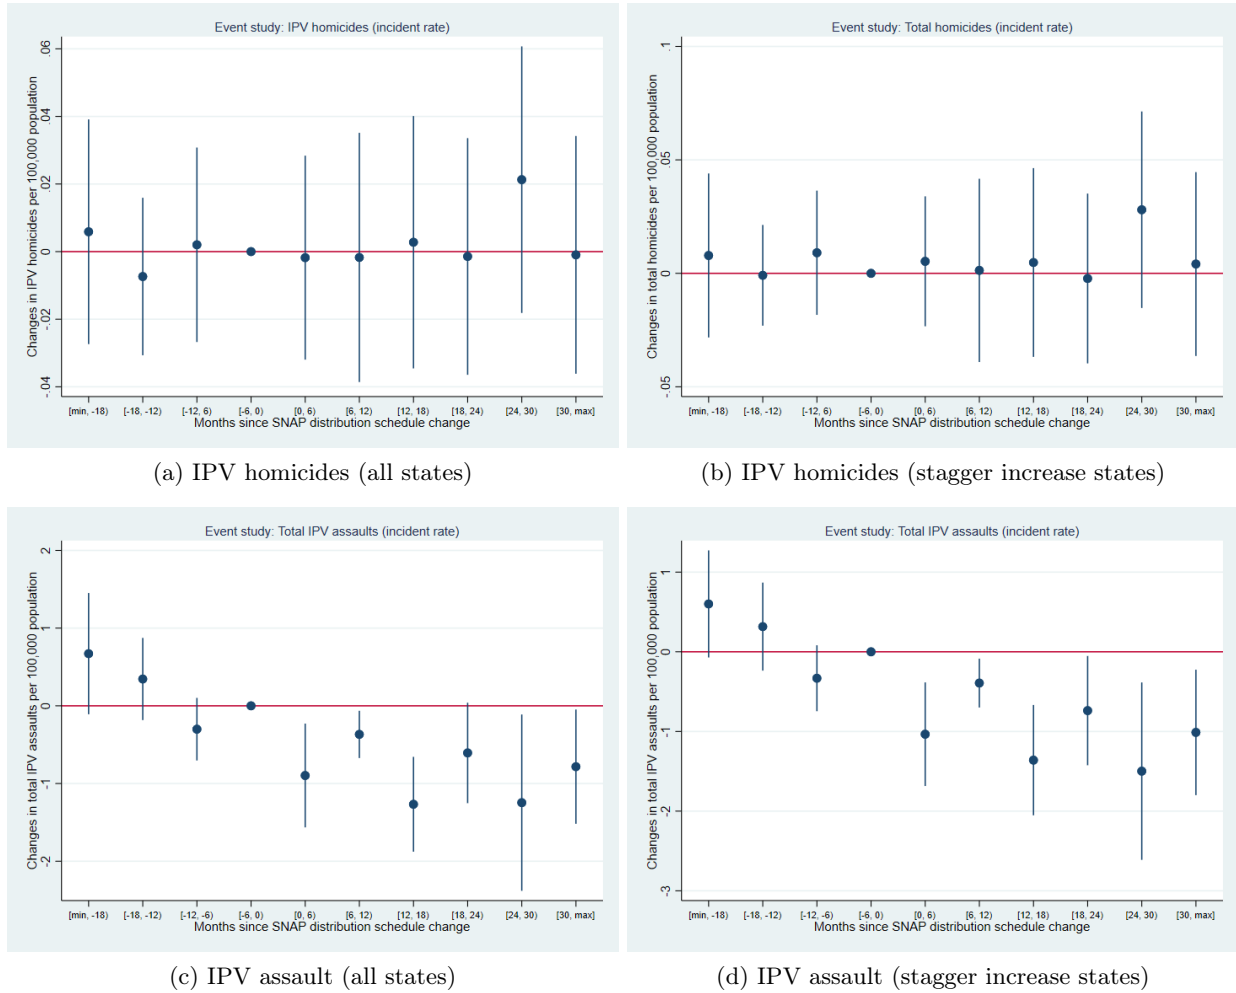 Event study: IPV homicides (incident rate)
Changes in IPV homicides per 100,000 population
.06
.04
.02
0
-.02
-.04
[min, -18)
[-18, -12)
[-12, 6)
[-6, 0)
[0, 6)
[6, 12)
[12, 18)
[18, 24)
[24, 30)
[30, max]
Months since SNAP distribution schedule change
(a) IPV homicides (all states)
Event study: Total homicides (incident rate)
Changes in total homicides per 100,000 population
.1
.05
0
-.05
[min, -18)
[-18, -12)
[-12, 6)
[-6, 0)
[0, 6)
[6, 12)
[12, 18)
[18, 24)
[24, 30)
[30, max]
Months since SNAP distribution schedule change
(b) IPV homicides (stagger increase states)
Event study: Total IPV assaults (incident rate)
Changes in total IPV assaults per 100,000 population
2
1
0
-1
-2
[min, -18)
[-18, -12)
[-12, -6)
[-6, 0)
[0, 6)
[6, 12)
[12, 18)
[18, 24)
[24, 30)
[30, max]
Months since SNAP distribution schedule change
(c) IPV assault (all states)
Event study: Total IPV assaults (incident rate)
Changes in total IPV assaults per 100,000 population
1
0
-1
-2
-3
[min, -18)
[-18, -12)
[-12, -6)
[-6, 0)
[0, 6)
[6, 12)
[12, 18)
[18, 24)
[24, 30)
[30, max]
Months since SNAP distribution schedule change
(d) IPV assault (stagger increase states)